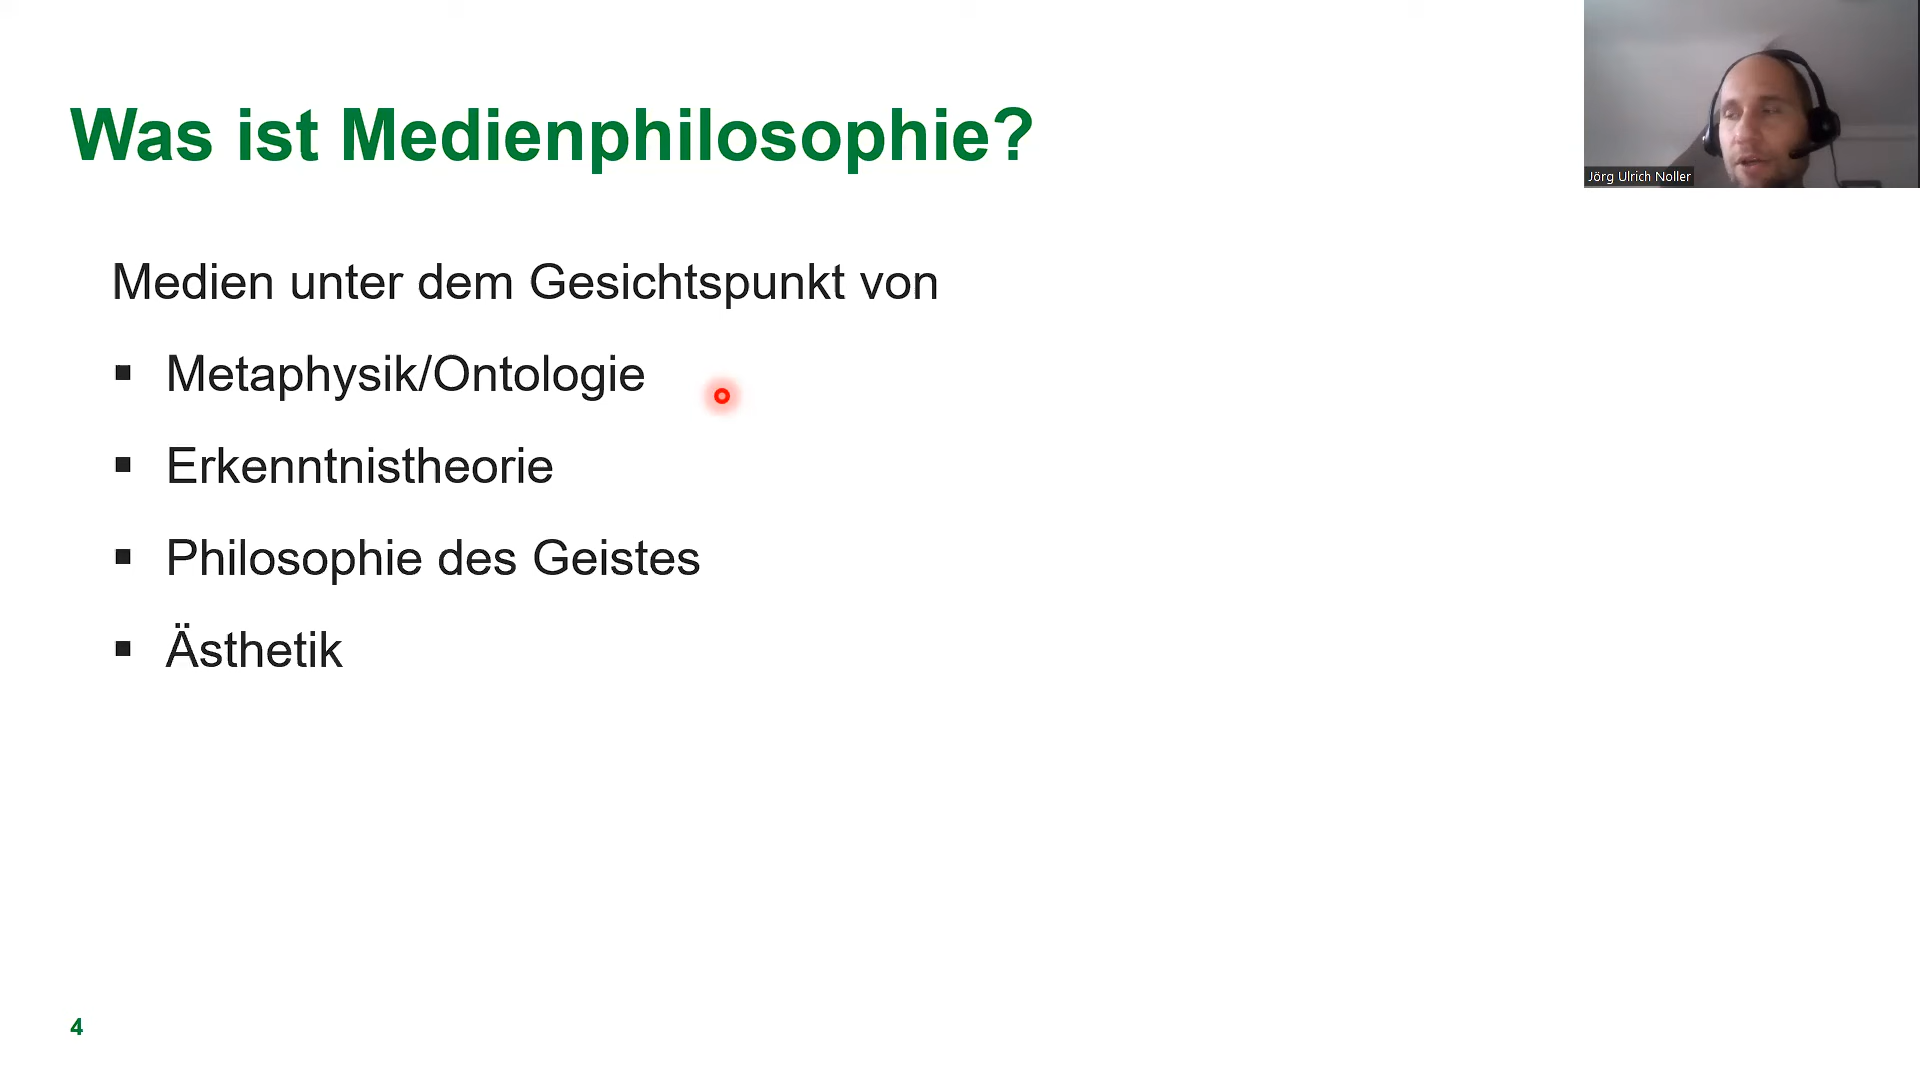 Was ist Medienphilosophie?
Jörg Ulrich Noller
Medien unter dem Gesichtspunkt von
▪ Metaphysik/Ontologie
▪ Erkenntnistheorie
▪ Philosophie des Geistes
▪ Ästhetik
4